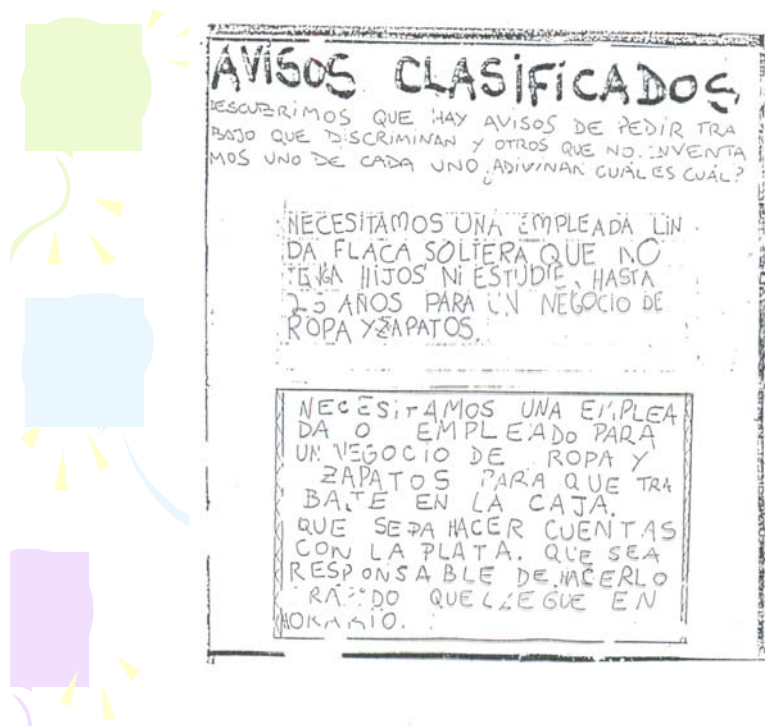 AVISOS CLASIFICADOS
DESCUBRIMOS QUE HAY AVISOS DE PEDIR TRA
BAJO QUE DISCRIMINAN Y OTROS QUE NO. INVENTA
MOS UNO DE CADA UNO ¿ADIVINAN CUÁL ES CUÁL?
NECESITAMOS UNA EMPLEADA LIN
DA FLACA SOLTERA QUE NO
TENGA HIJOS NI ESTUDIE, HASTA
25 AÑOS PARA UN NEGOCIO DE
ROPA Y ZAPATOS.
NECESITAMOS UNA EMPLEA
DA O EMPLEADO PARA
UN NEGOCIO DE ROPA Y
ZAPATOS PARA QUE TRA
BAJE EN LA CAJA.
QUE SEPA HACER CUENTAS
CON LA PLATA. QUE SEA
RESPONSABLE DE HACERLO
RÁPIDO QUE LLEGUE EN
HORARIO.